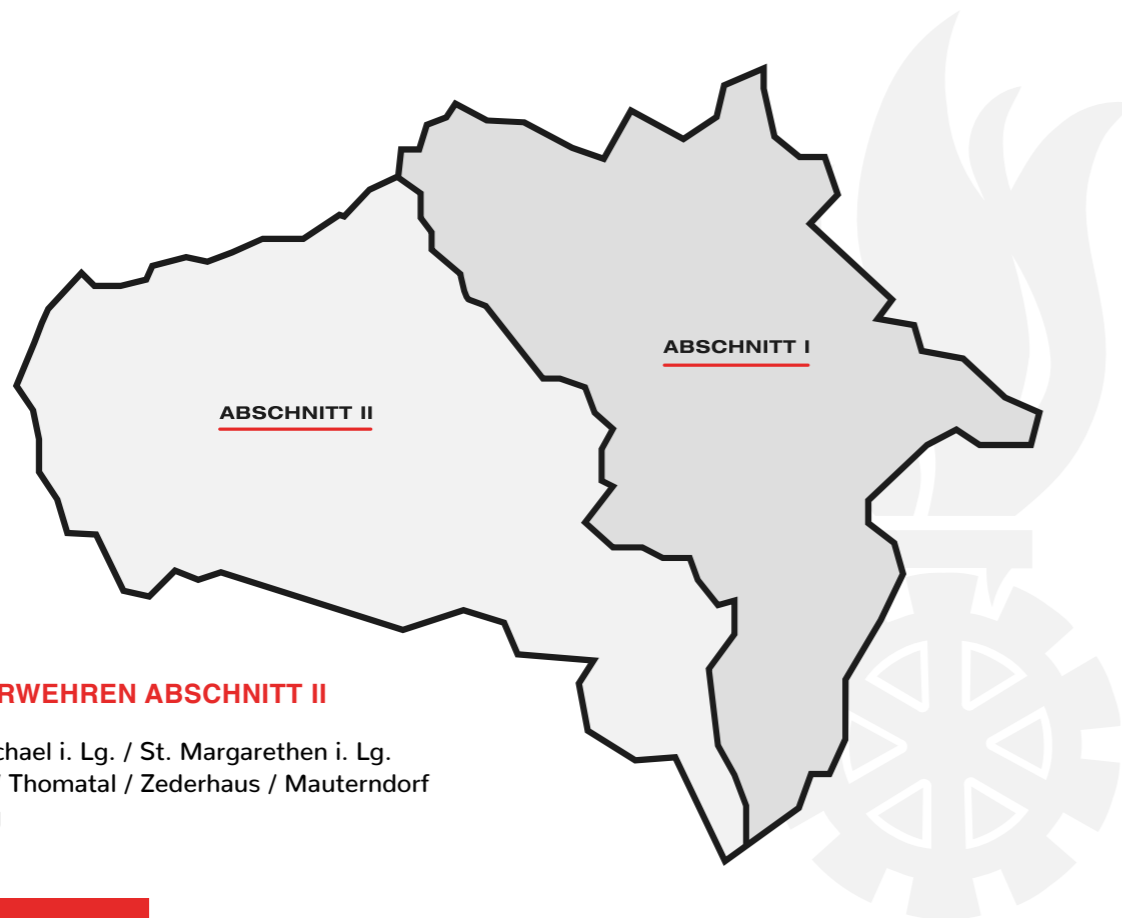 ABSCHNITT I
ABSCHNITT II
RWEHREN ABSCHNITT II
chael i. Lg. / St. Margarethen i. Lg.
/ Thomatal / Zederhaus / Mauterndorf